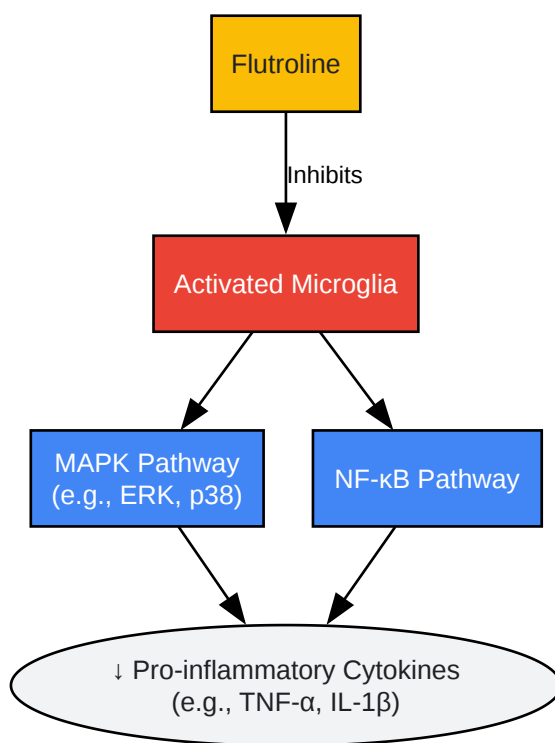 Flutroline
Inhibits
Activated Microglia
MAPK Pathway
(e.g., ERK, p38)
NF-κB Pathway
↓ Pro-inflammatory Cytokines
(e.g., TNF-α, IL-1β)